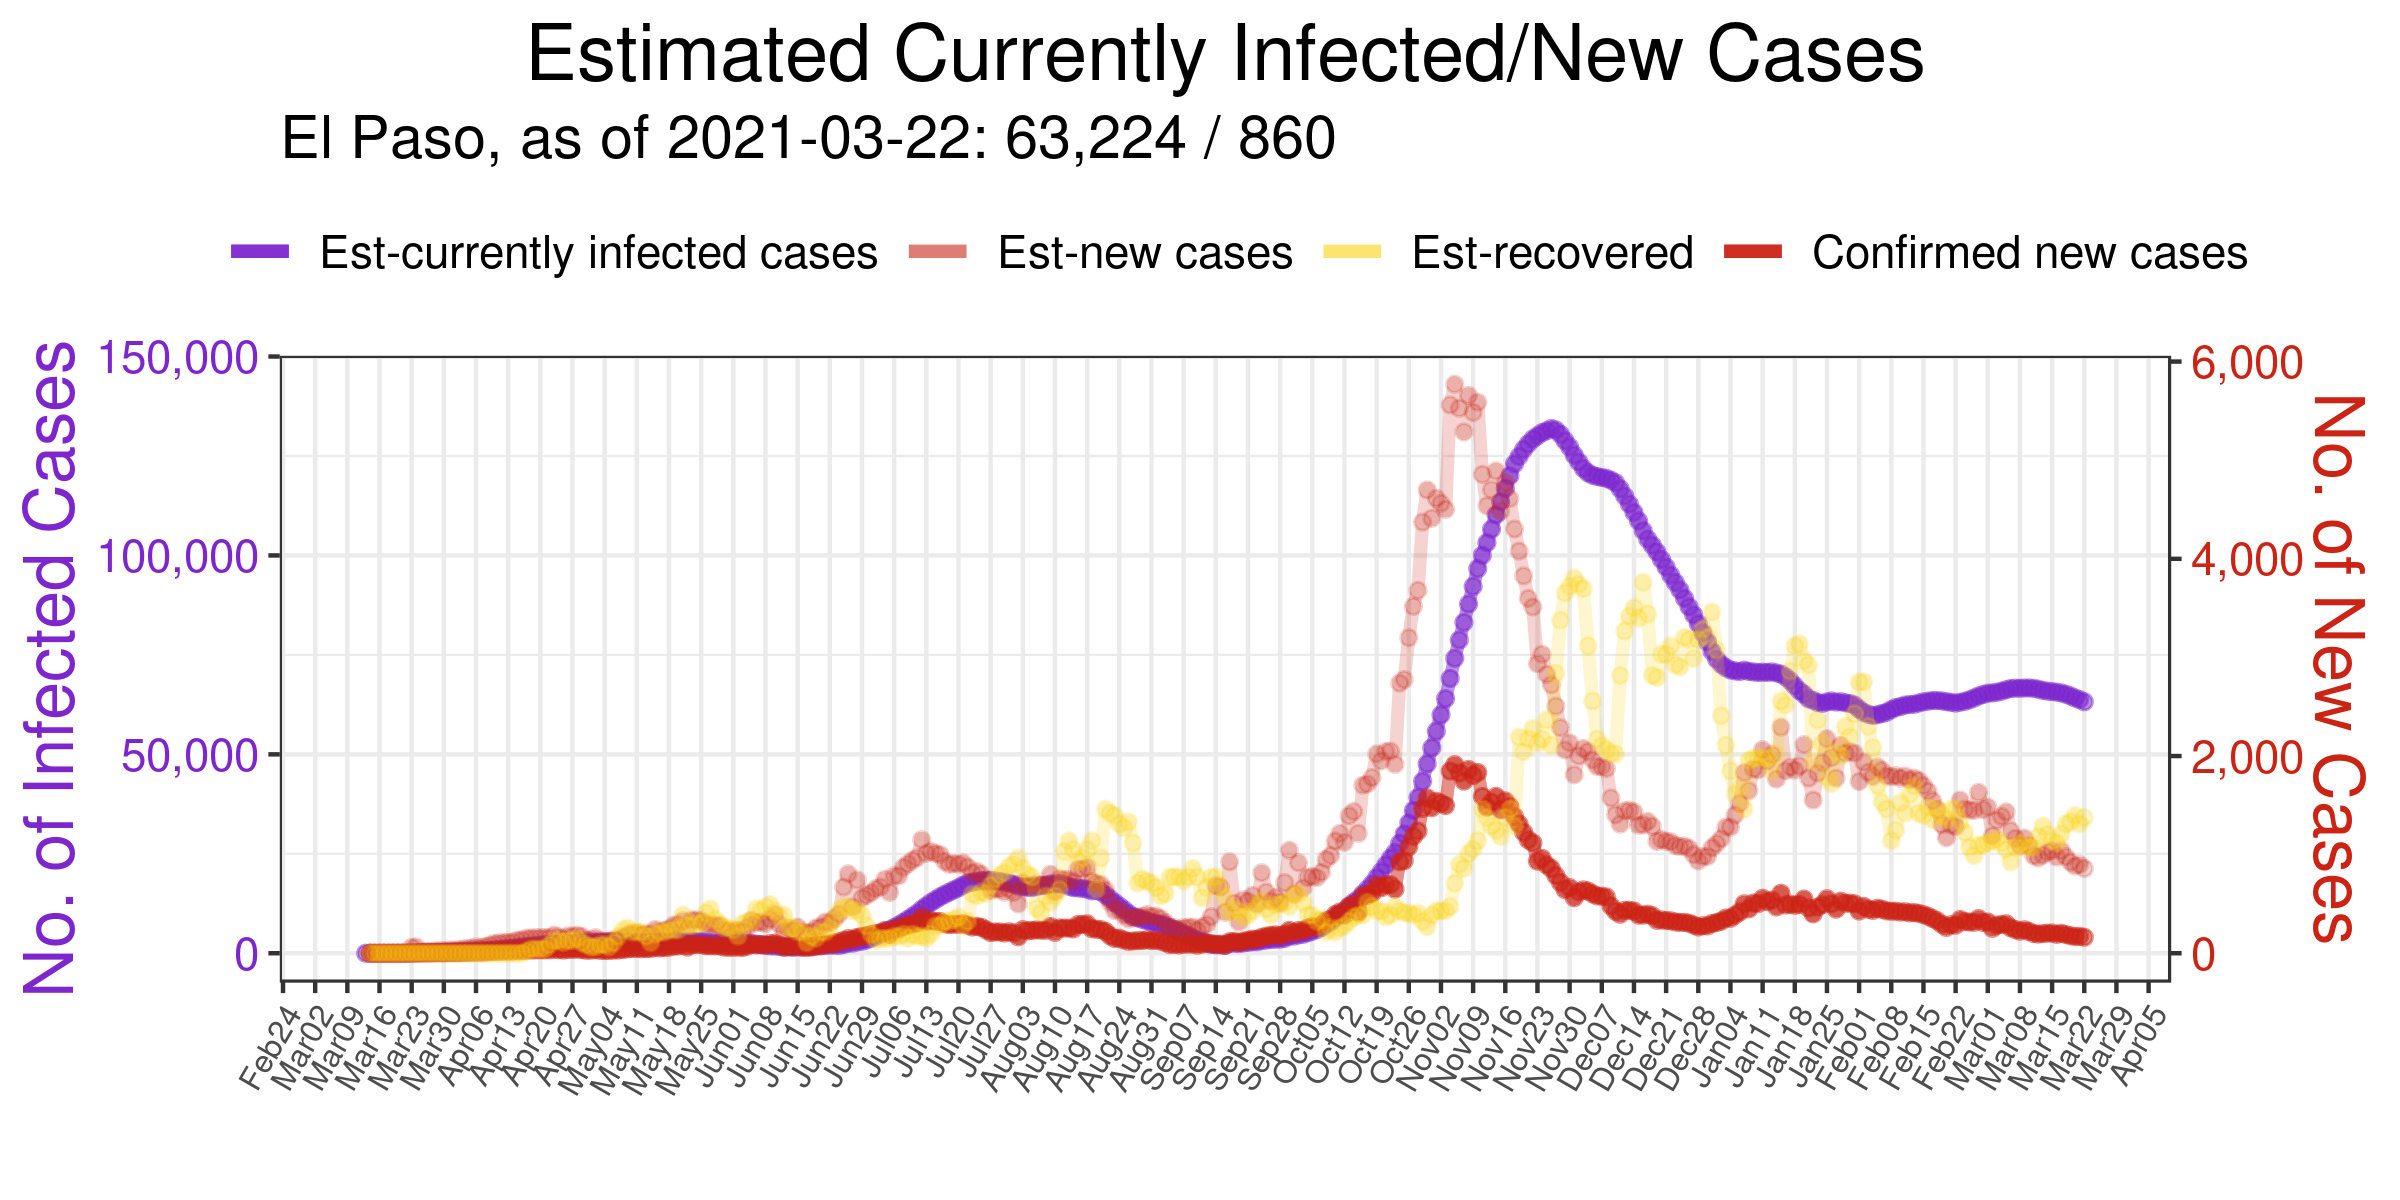 Estimated Currently Infected/New Cases
El Paso, as of 2021-03-22: 63,224 / 860
Est-currently infected cases Est-new cases Est-recovered Confirmed new cases
No. of Infected Cases
150,000
100,000
50,000
0
6,000
4,000
2,000
0
No. of New Cases
Feb24 Mar02 Mar09 Mar16 Mar23 Mar30 Apr06 Apr13 Apr20 Apr27 May04 May11 May18 May25 Jun01 Jun08 Jun15 Jun22 Jun29 Jul06 Jul13 Jul20 Jul27 Aug03 Aug10 Aug17 Aug24 Aug31 Sep07 Sep14 Sep21 Sep28 Oct05 Oct12 Oct19 Oct26 Nov02 Nov09 Nov16 Nov23 Nov30 Dec07 Dec14 Dec21 Dec28 Jan04 Jan11 Jan18 Jan25 Feb01 Feb08 Feb15 Feb22 Mar01 Mar08 Mar15 Mar22 Mar29 Apr05